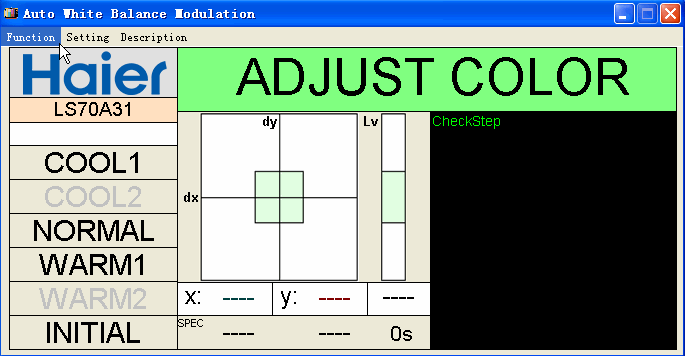 Auto White Balance Modulation
Function Setting Description
Haier
ADJUST COLOR
LS70A31
COOL1
COOL2
NORMAL
WARM1
WARM2
INITIAL
dy
Lv
dx
CheckStep
x: ---- y: ---- ----
SPEC ---- ---- 0s